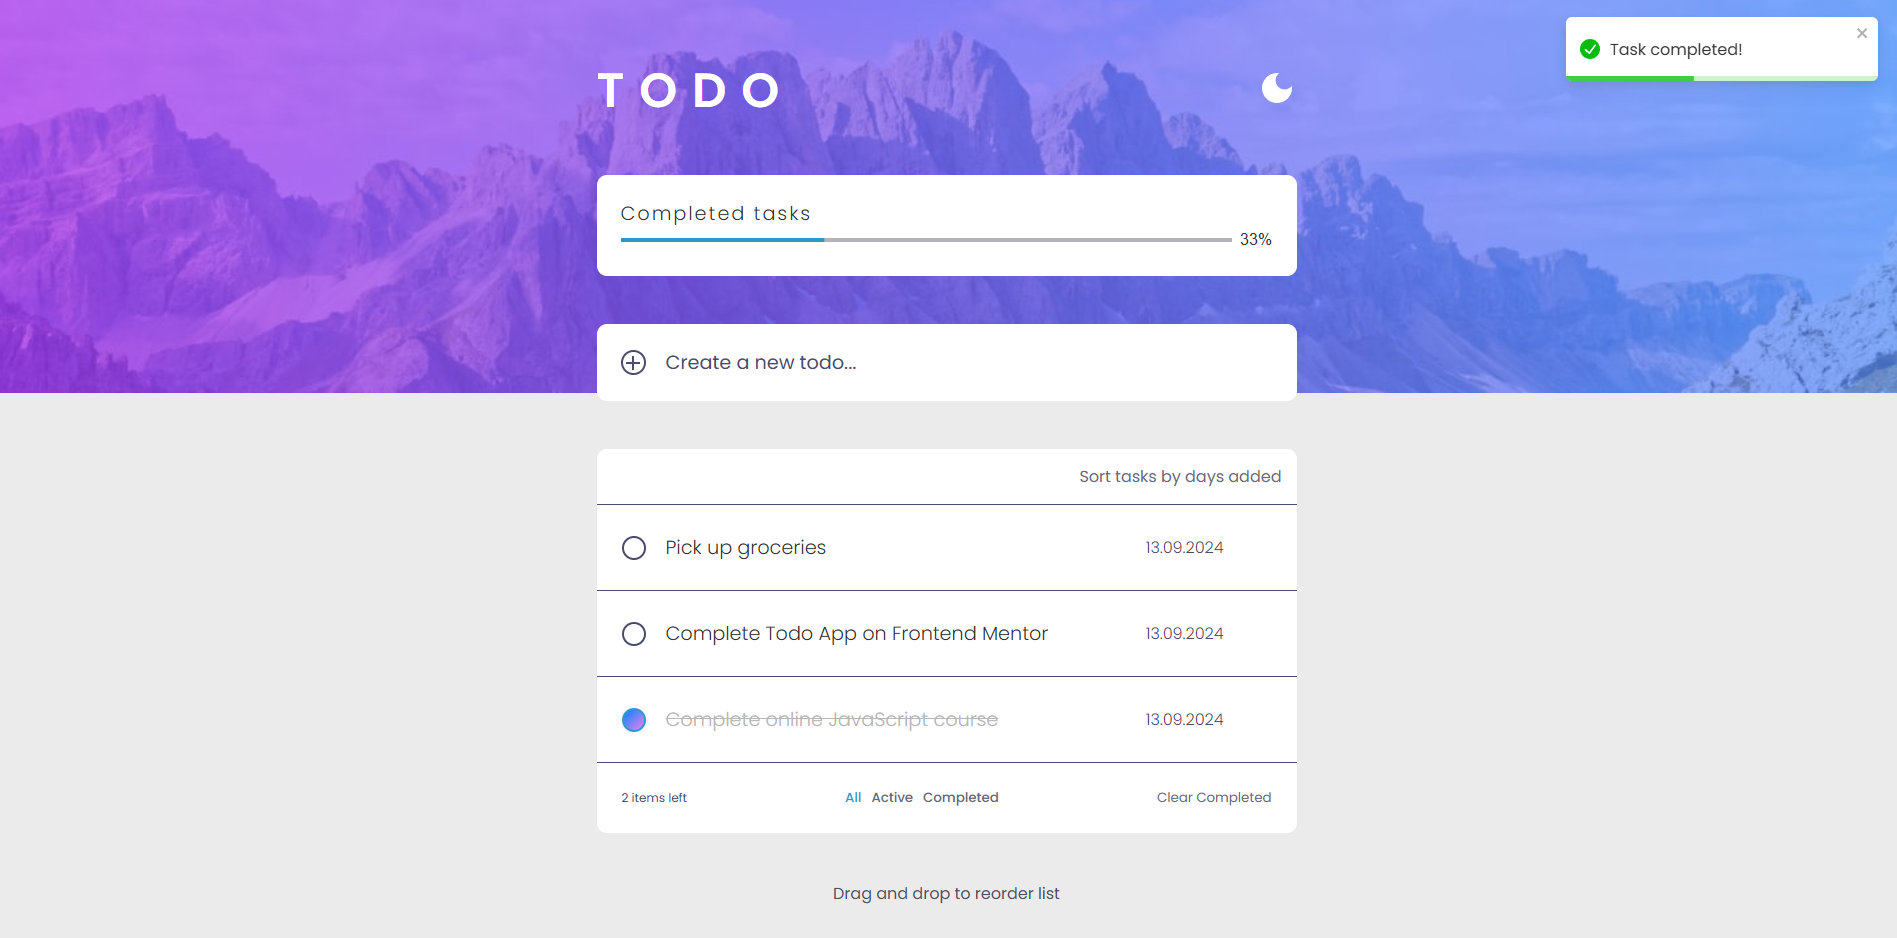 TODO
Task completed!
Completed tasks
33%
Create a new todo...
Sort tasks by days added
Pick up groceries 13.09.2024
Complete Todo App on Frontend Mentor 13.09.2024
Complete online JavaScript course 13.09.2024
2 items left All Active Completed Clear Completed
Drag and drop to reorder list